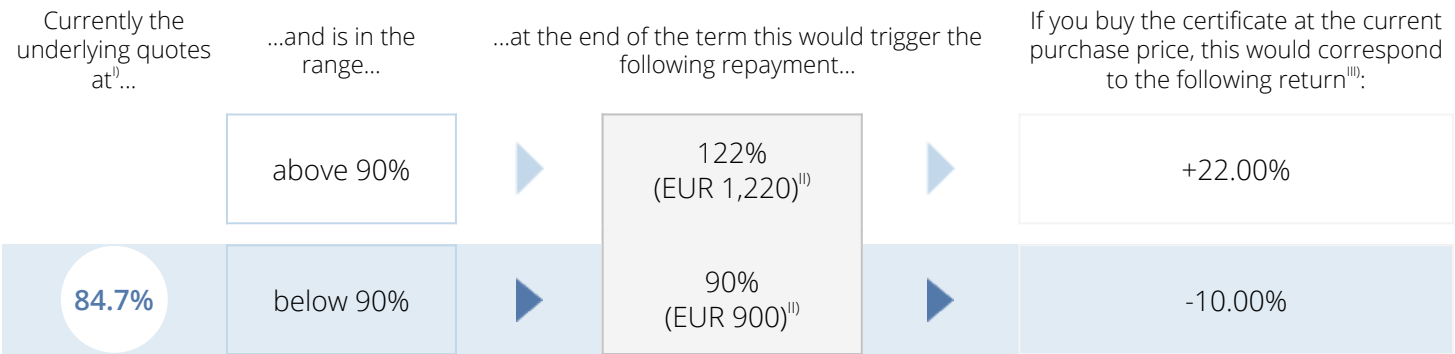 Currently the
underlying quotes
at^I)...
...and is in the
range...
...at the end of the term this would trigger the
following repayment...
If you buy the certificate at the current
purchase price, this would correspond
to the following return^III):
above 90%
122%
(EUR 1,220)^II)
+22.00%
84.7%
below 90%
90%
(EUR 900)^II)
-10.00%